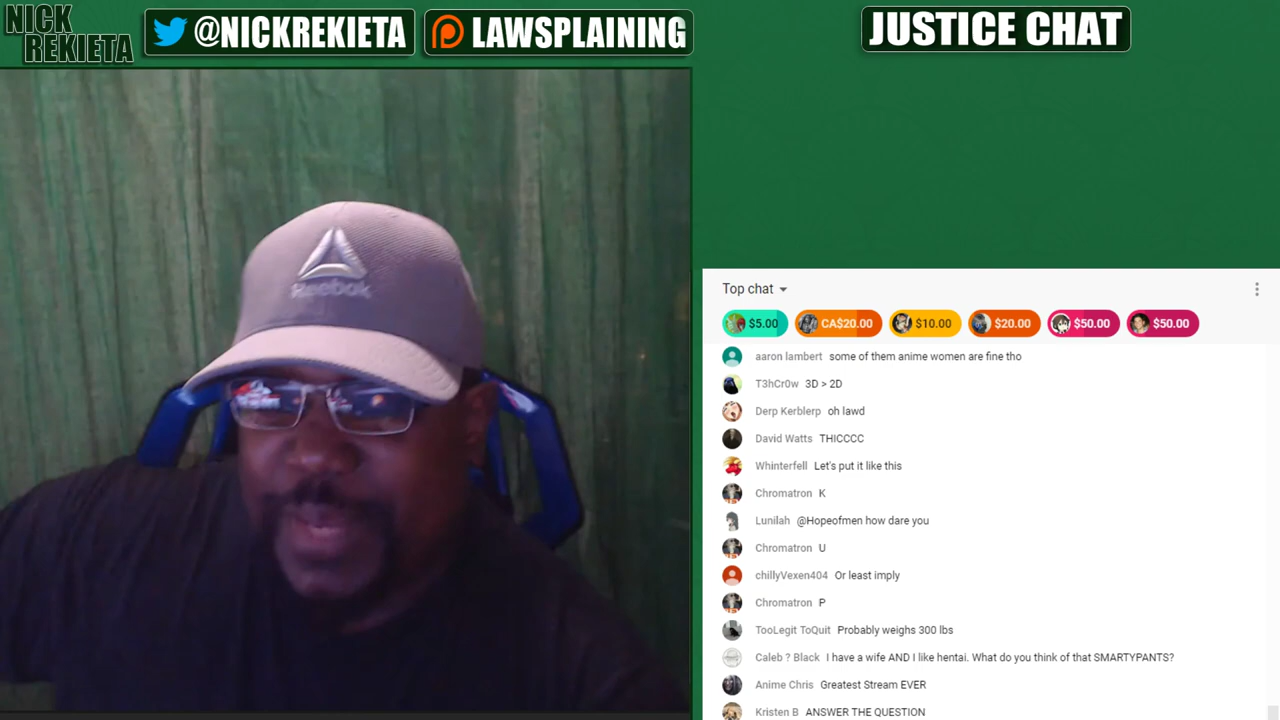 NICK
REKIETA
@NICKREKIETA
LAWSPLAINING
JUSTICE CHAT
Reebok
Top chat
$5.00 CA$20.00 $10.00 $20.00 $50.00 $50.00
aaron lambert some of them anime women are fine tho
T3hCr0w 3D > 2D
Derp Kerblerp oh lawd
David Watts THICCCC
Whinterfell Let's put it like this
Chromatron K
Lunilah @Hopeofmen how dare you
Chromatron U
chillyVexen404 Or least imply
Chromatron P
TooLegit ToQuit Probably weighs 300 lbs
Caleb ? Black I have a wife AND I like hentai. What do you think of that SMARTYPANTS?
Anime Chris Greatest Stream EVER
Kristen B ANSWER THE QUESTION